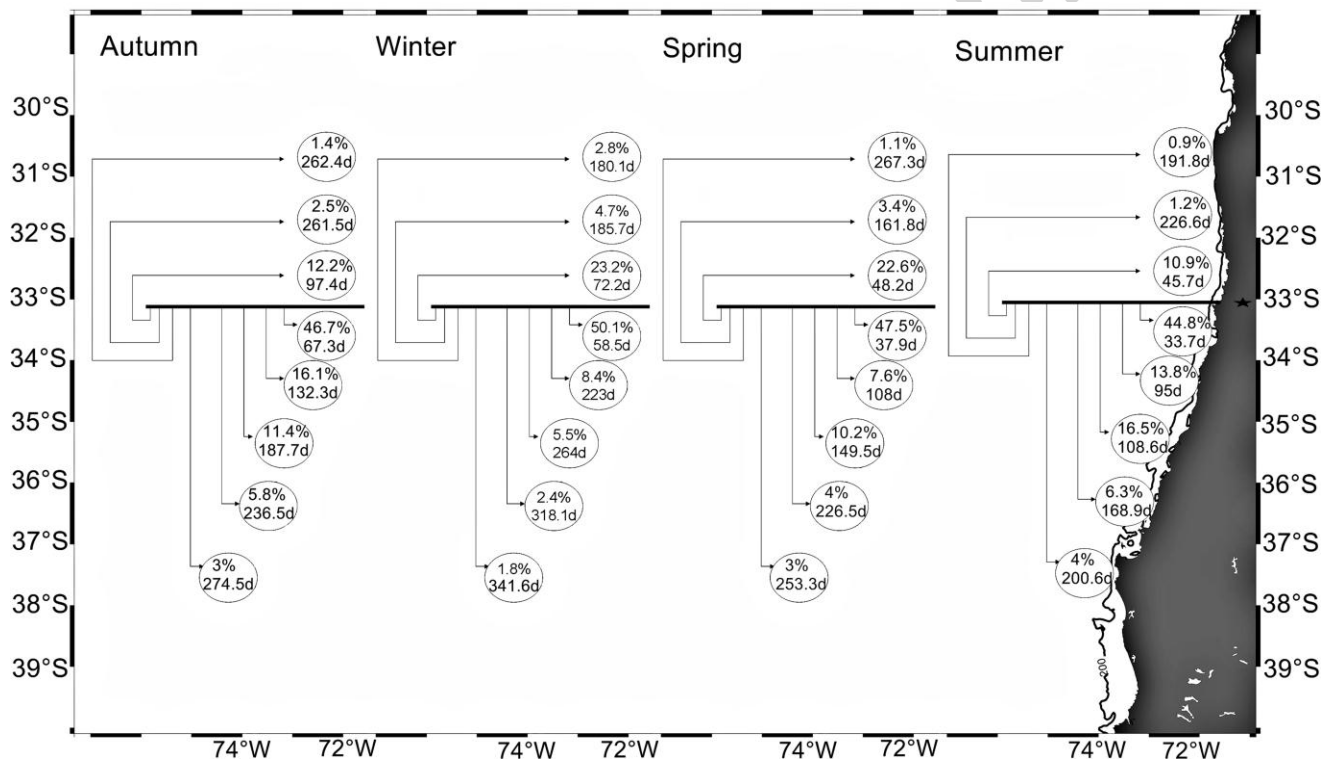 Autumn
Winter
Spring
Summer
30°S
30°S
1.4%
262.4d
2.8%
180.1d
1.1%
267.3d
0.9%
191.8d
31°S
31°S
2.5%
261.5d
4.7%
185.7d
3.4%
161.8d
1.2%
226.6d
32°S
32°S
12.2%
97.4d
23.2%
72.2d
22.6%
48.2d
10.9%
45.7d
33°S
33°S
46.7%
67.3d
50.1%
58.5d
47.5%
37.9d
44.8%
33.7d
34°S
34°S
16.1%
132.3d
8.4%
223d
7.6%
108d
13.8%
95d
35°S
35°S
11.4%
187.7d
5.5%
264d
10.2%
149.5d
16.5%
108.6d
36°S
36°S
5.8%
236.5d
2.4%
318.1d
4%
226.5d
6.3%
168.9d
37°S
37°S
3%
274.5d
1.8%
341.6d
3%
253.3d
4%
200.6d
38°S
38°S
39°S
39°S
200
74°W
72°W
74°W
72°W
74°W
72°W
74°W
72°W